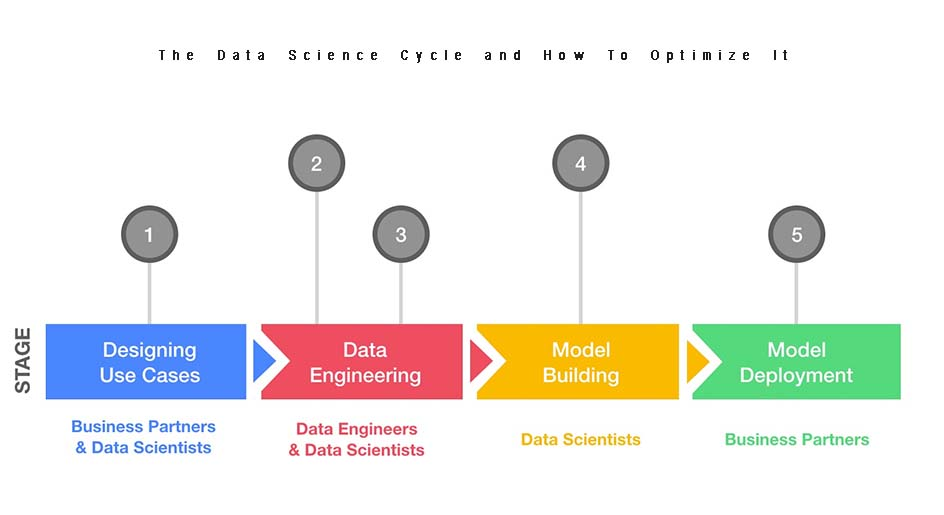 The Data Science Cycle and How To Optimize It
2
4
1
3
5
STAGE
Designing
Use Cases
Data
Engineering
Model
Building
Model
Deployment
Business Partners
& Data Scientists
Data Engineers
& Data Scientists
Data Scientists
Business Partners